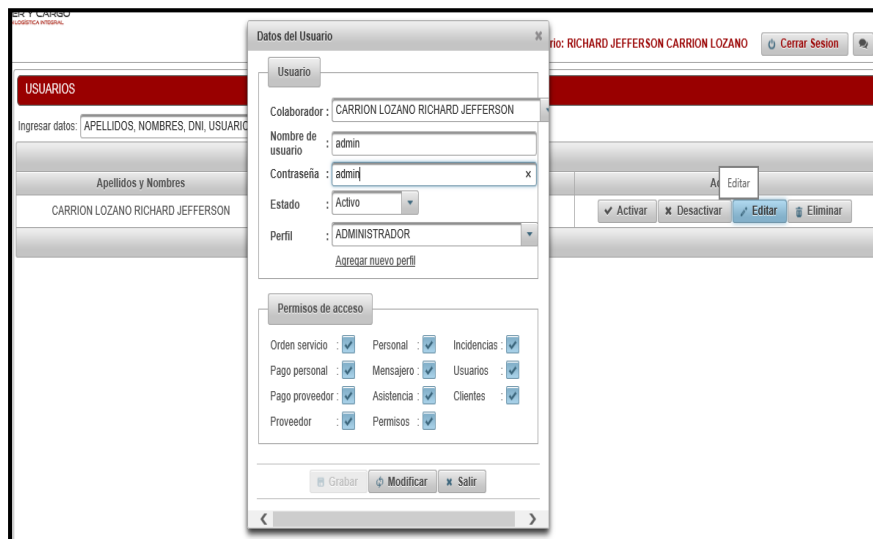 ER Y CARGO
LOGÍSTICA INTEGRAL
Datos del Usuario
rio: RICHARD JEFFERSON CARRION LOZANO
Cerrar Sesion
Usuario
USUARIOS
Colaborador : CARRION LOZANO RICHARD JEFFERSON
Ingresar datos: APELLIDOS, NOMBRES, DNI, USUARIO
Nombre de usuario : admin
Contraseña : admin x
Apellidos y Nombres
Ac
Editar
Estado : Activo
CARRION LOZANO RICHARD JEFFERSON
Activar
Desactivar
Editar
Eliminar
Perfil : ADMINISTRADOR
Agregar nuevo perfil
Permisos de acceso
Orden servicio : Personal : Incidencias :
Pago personal : Mensajero : Usuarios :
Pago proveedor : Asistencia : Clientes :
Proveedor : Permisos :
Grabar Modificar Salir